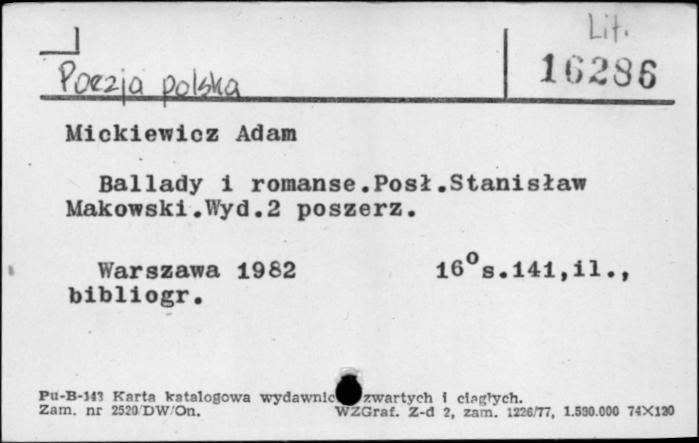 Lit.
16286
Poezja polska
Mickiewicz Adam
Ballady i romanse.Posł.Stanisław
Makowski.Wyd.2 poszerz.
Warszawa 1982 16°s.141,il.,
bibliogr.
Pu-B-143 Karta katalogowa wydawnic zwartych i ciągłych.
Zam. nr 2520/DW/On. WZGraf. Z-d 2, zam. 1226/77, 1.590.000 74X120